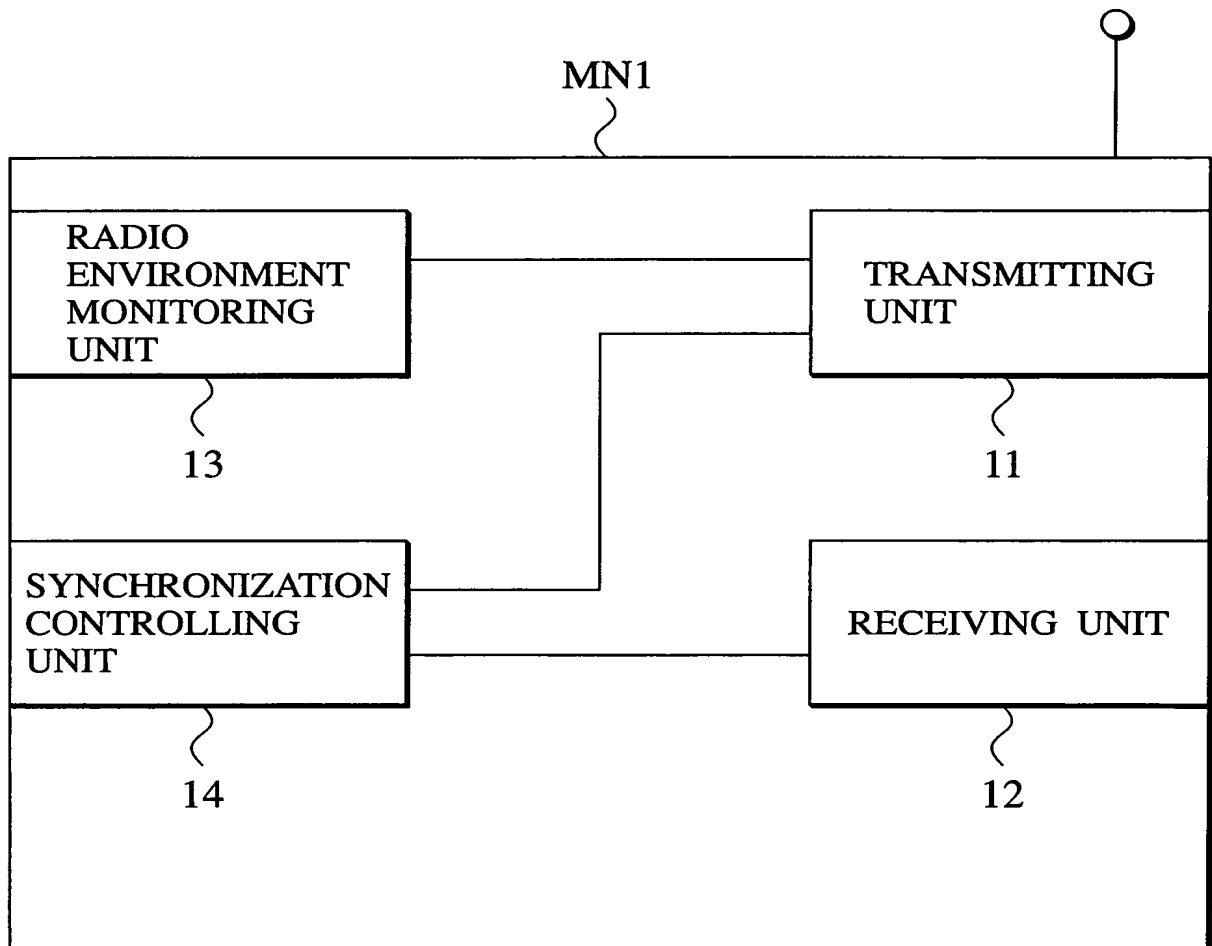 MN1
RADIO
ENVIRONMENT
MONITORING
UNIT
13
TRANSMITTING
UNIT
11
SYNCHRONIZATION
CONTROLLING
UNIT
14
RECEIVING UNIT
12